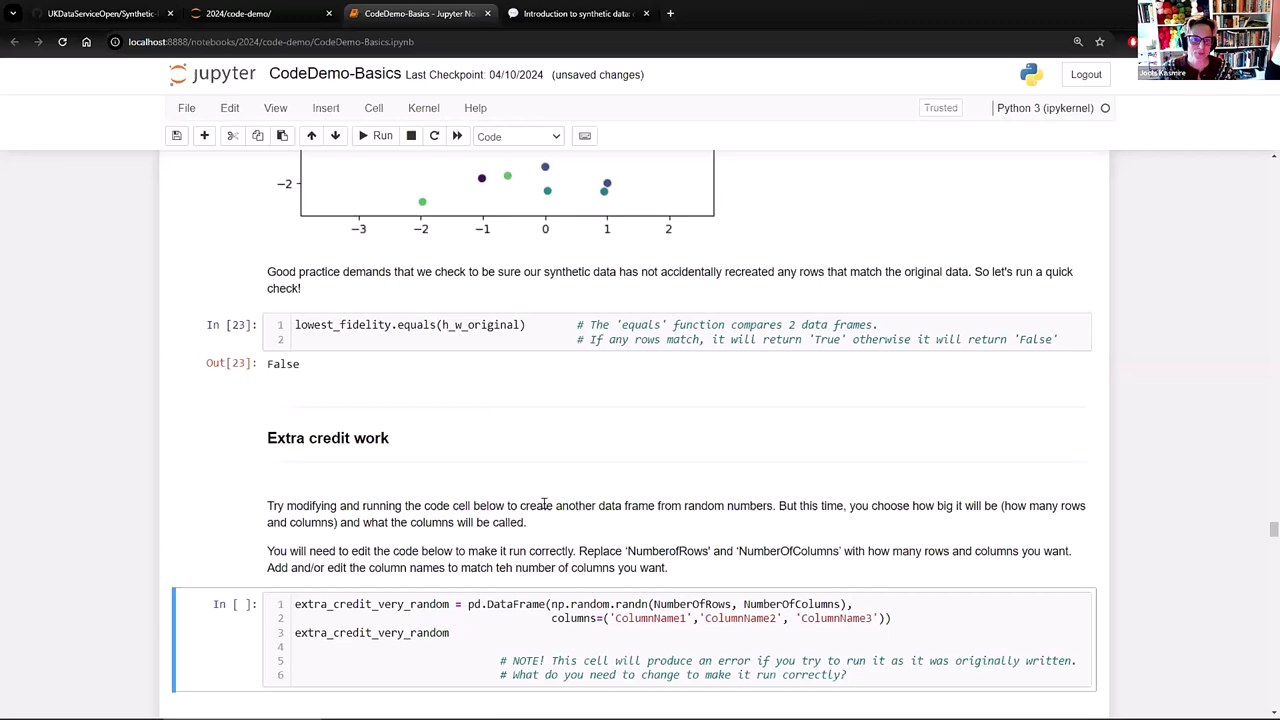 UKDataServiceOpen/Synthetic-
2024/code-demo/
CodeDemo-Basics - Jupyter No
Introduction to synthetic data:
localhost:8888/notebooks/2024/code-demo/CodeDemo-Basics.ipynb
Jools Kasmire
jupyter CodeDemo-Basics Last Checkpoint: 04/10/2024 (unsaved changes)
Logout
File Edit View Insert Cell Kernel Help
Trusted
Python 3 (ipykernel)
Run
Code
−2
−3 −2 −1 0 1 2
Good practice demands that we check to be sure our synthetic data has not accidentally recreated any rows that match the original data. So let's run a quick
check!
In [23]: 1 lowest_fidelity.equals(h_w_original) # The 'equals' function compares 2 data frames.
2 # If any rows match, it will return 'True' otherwise it will return 'False'
Out[23]: False
Extra credit work
Try modifying and running the code cell below to create another data frame from random numbers. But this time, you choose how big it will be (how many rows
and columns) and what the columns will be called.
You will need to edit the code below to make it run correctly. Replace 'NumberofRows' and 'NumberOfColumns' with how many rows and columns you want.
Add and/or edit the column names to match teh number of columns you want.
In [ ]: 1 extra_credit_very_random = pd.DataFrame(np.random.randn(NumberOfRows, NumberOfColumns),
2 columns=('ColumnName1','ColumnName2', 'ColumnName3'))
3 extra_credit_very_random
4
5 # NOTE! This cell will produce an error if you try to run it as it was originally written.
6 # What do you need to change to make it run correctly?